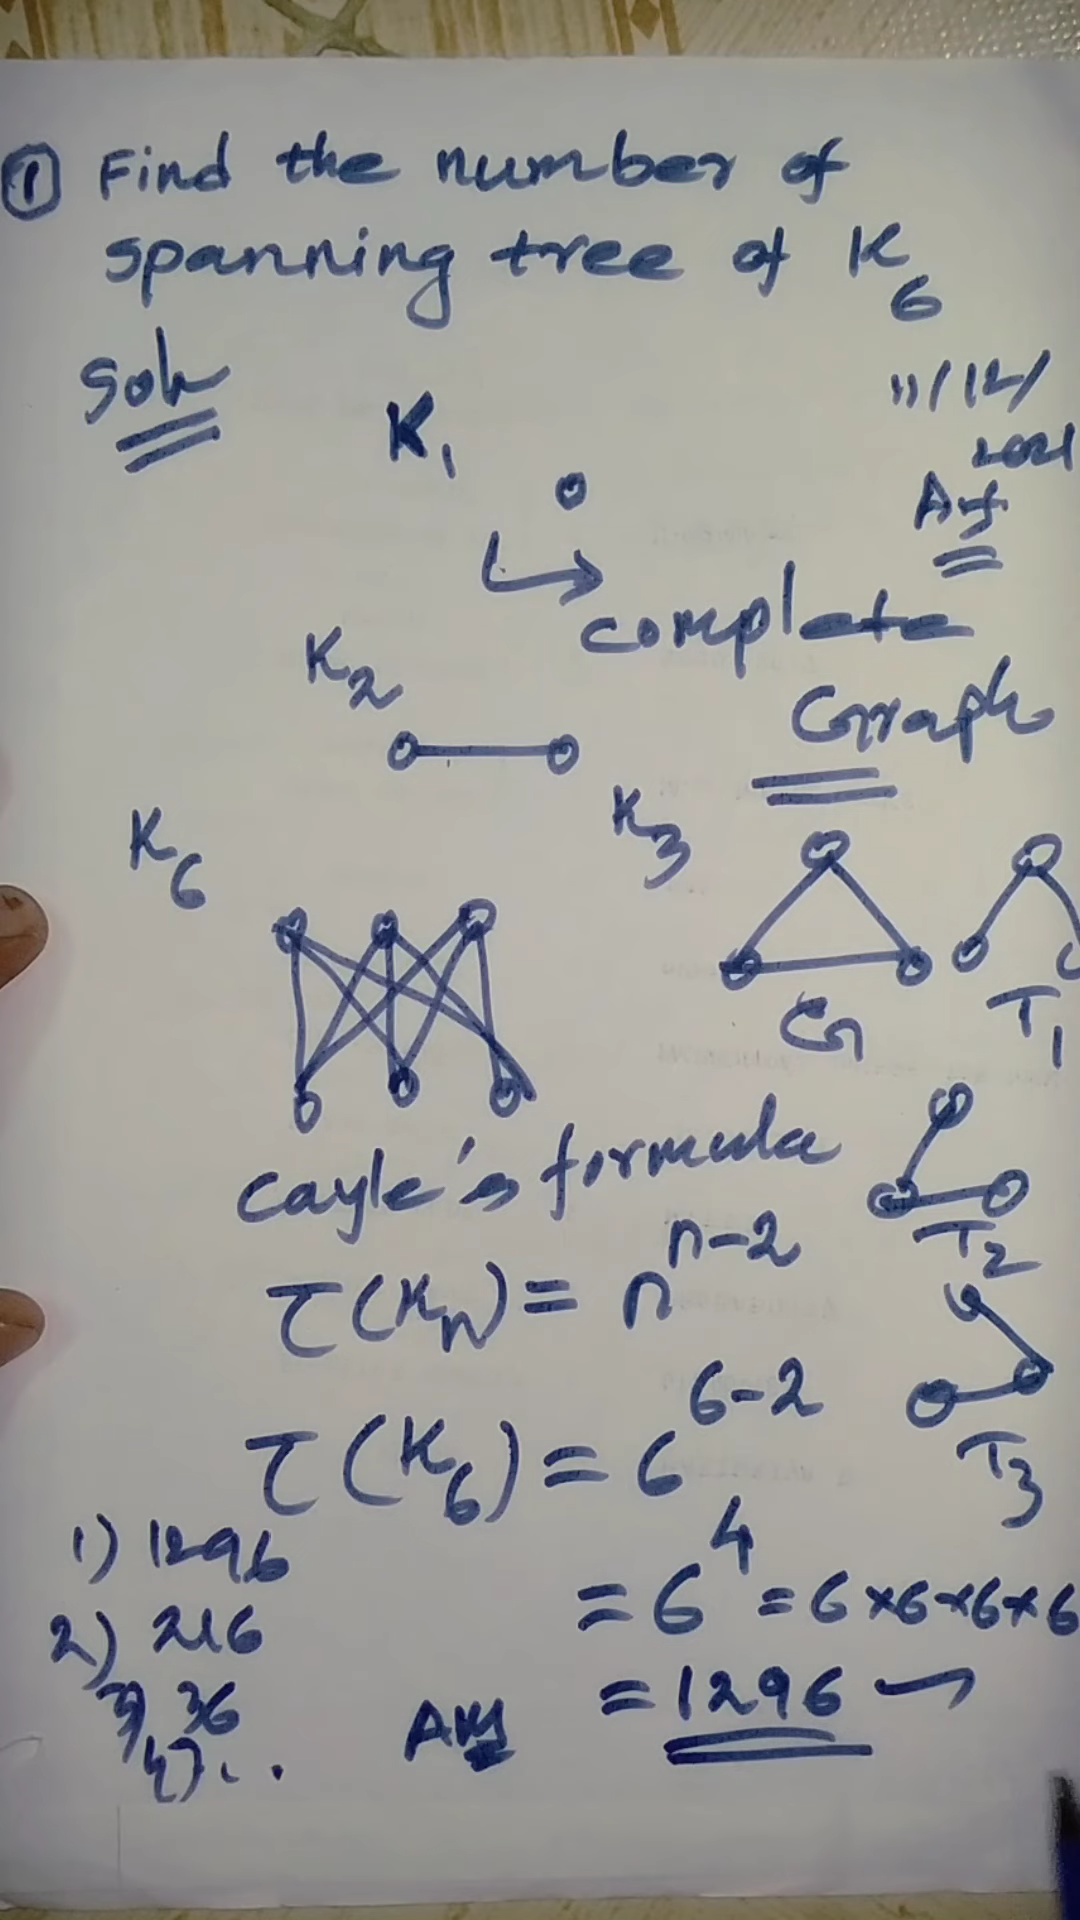 ① Find the number of
spanning tree of K₆
Soln
11/12/
2021
K₁
complete
Graph
K₂
K₃
K₆
G
T₁
Cayle's formula
T₂
τ(Kₙ) = n^(n-2)
T₃
τ(K₆) = 6^(6-2)
= 6^4 = 6×6×6×6
= 1296
Ans
1) 1296
2) 216
3) 36
4) . . .